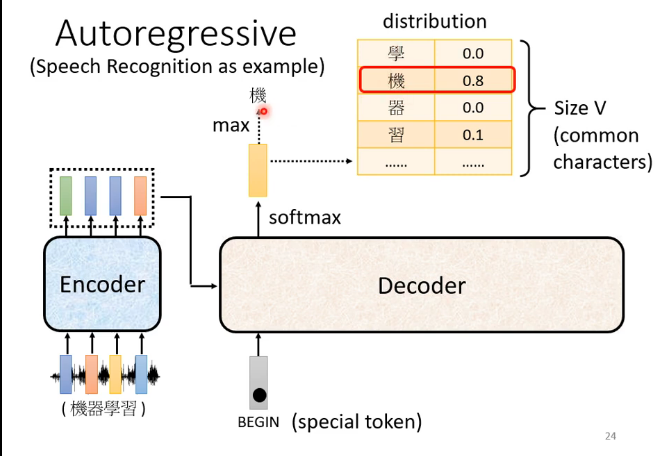 Autoregressive
(Speech Recognition as example)
distribution
學 0.0
機 0.8
器 0.0
習 0.1
...... ......
Size V
(common
characters)
機
max
softmax
Encoder
Decoder
( 機器學習 )
BEGIN (special token)
24